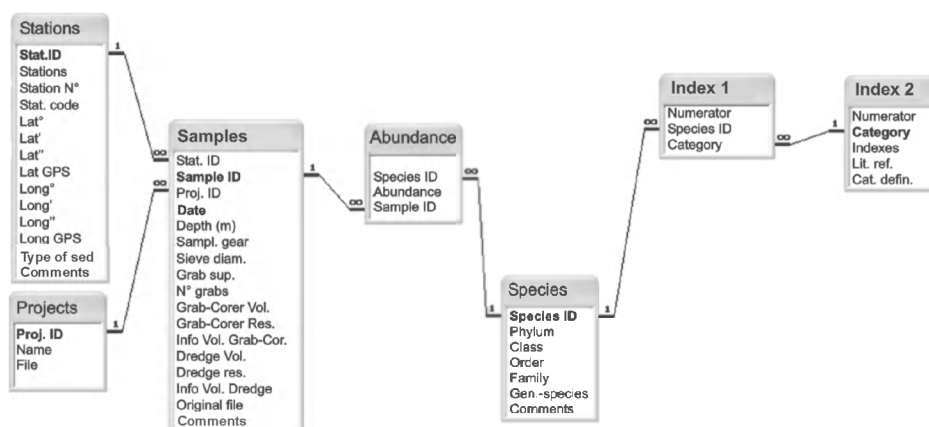 Stations
Stat.ID
Stations
Station N°
Stat. code
Lat°
Lat'
Lat"
Lat GPS
Long°
Long'
Long"
Long GPS
Type of sed
Comments
Projects
Proj. ID
Name
File
Samples
Stat. ID
Sample ID
Proj. ID
Date
Depth (m)
Sampl. gear
Sieve diam.
Grab sup.
N° grabs
Grab-Corer Vol.
Grab-Corer Res.
Info Vol. Grab-Cor.
Dredge Vol.
Dredge res.
Info Vol. Dredge
Original file
Comments
Abundance
Species ID
Abundance
Sample ID
Species
Species ID
Phylum
Class
Order
Family
Gen.-species
Comments
Index 1
Numerator
Species ID
Category
Index 2
Numerator
Category
Indexes
Lit. ref.
Cat. defin.
1
∞
∞
1
1
∞
∞
1
1
∞
∞
1